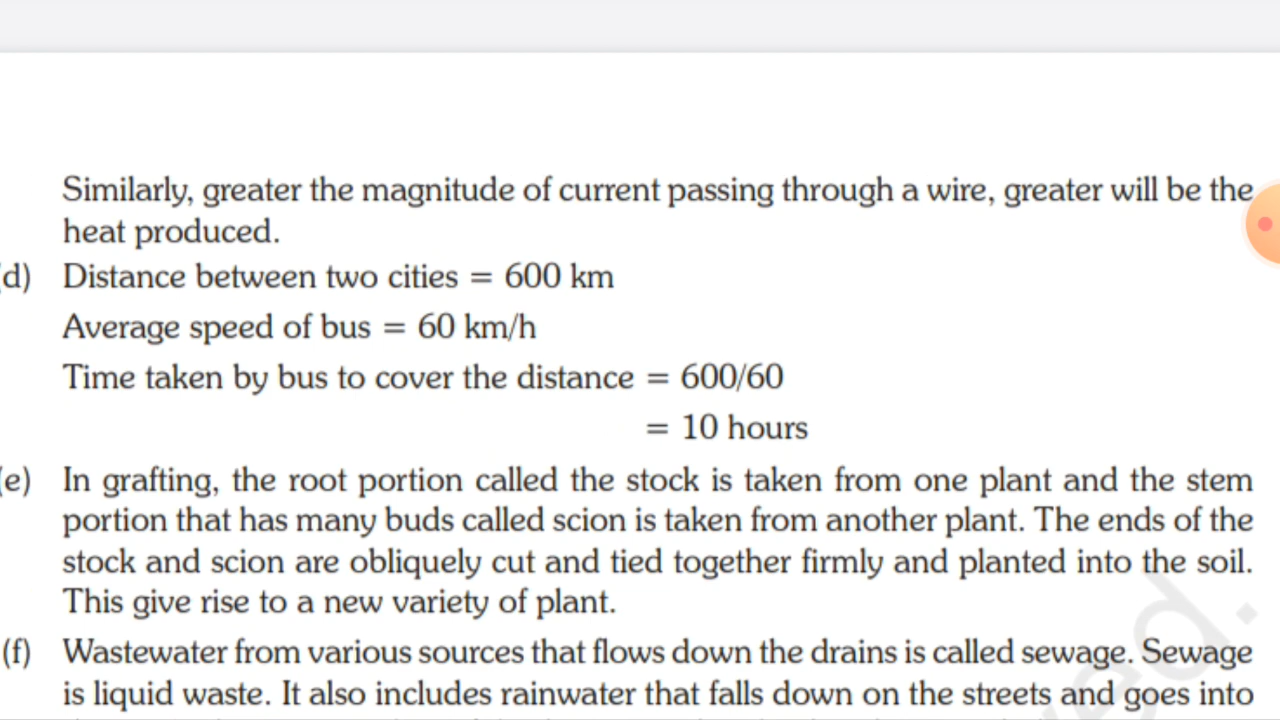 Similarly, greater the magnitude of current passing through a wire, greater will be the
heat produced.
d) Distance between two cities = 600 km
Average speed of bus = 60 km/h
Time taken by bus to cover the distance = 600/60
= 10 hours
(e) In grafting, the root portion called the stock is taken from one plant and the stem
portion that has many buds called scion is taken from another plant. The ends of the
stock and scion are obliquely cut and tied together firmly and planted into the soil.
This give rise to a new variety of plant.
(f) Wastewater from various sources that flows down the drains is called sewage. Sewage
is liquid waste. It also includes rainwater that falls down on the streets and goes into